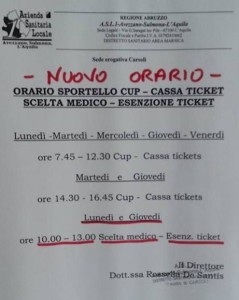 Azienda
Sanitaria
Locale
Avezzano, Sulmona,
L'Aquila
REGIONE ABRUZZO
A.S.L.1-Avezzano-Sulmona-L'Aquila
DISTRETTO SANITARIO AREA MARSICA
Sede erogativa Carsoli
- NUOVO ORARIO -
ORARIO SPORTELLO CUP – CASSA TICKET
SCELTA MEDICO – ESENZIONE TICKET
Lunedì -Martedì - Mercoledì - Giovedì - Venerdì
ore 7.45 – 12.30 Cup - Cassa tickets
Martedì e Giovedì
ore 14.30 - 16.45 Cup - Cassa tickets
Lunedì e Giovedì
ore 10.00 – 13.00 Scelta medico – Esenz. ticket
Il Direttore
Dott.ssa Rossella De Santis